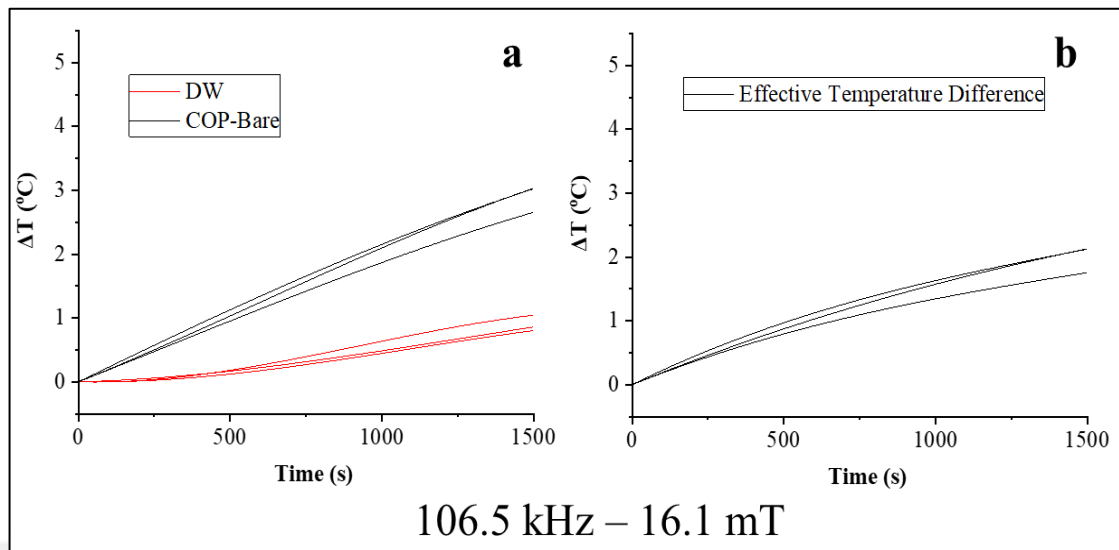 a
DW
COP-Bare
5
4
3
2
1
0
ΔT (ºC)
0
500
1000
1500
Time (s)
b
Effective Temperature Difference
5
4
3
2
1
0
ΔT (ºC)
0
500
1000
1500
Time (s)
106.5 kHz – 16.1 mT